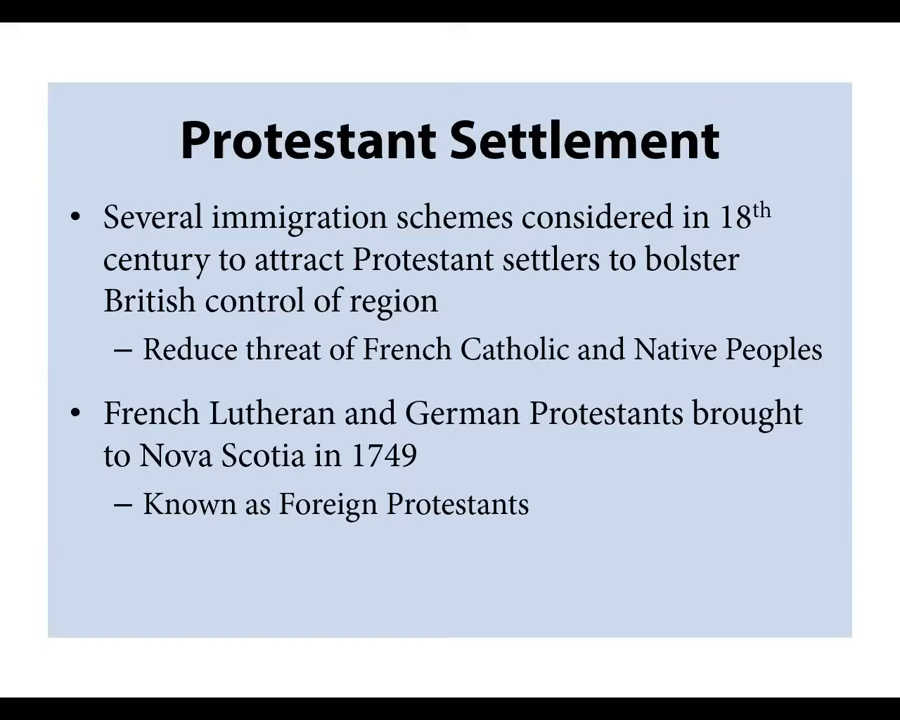 Protestant Settlement
• Several immigration schemes considered in 18th
century to attract Protestant settlers to bolster
British control of region
– Reduce threat of French Catholic and Native Peoples
• French Lutheran and German Protestants brought
to Nova Scotia in 1749
– Known as Foreign Protestants